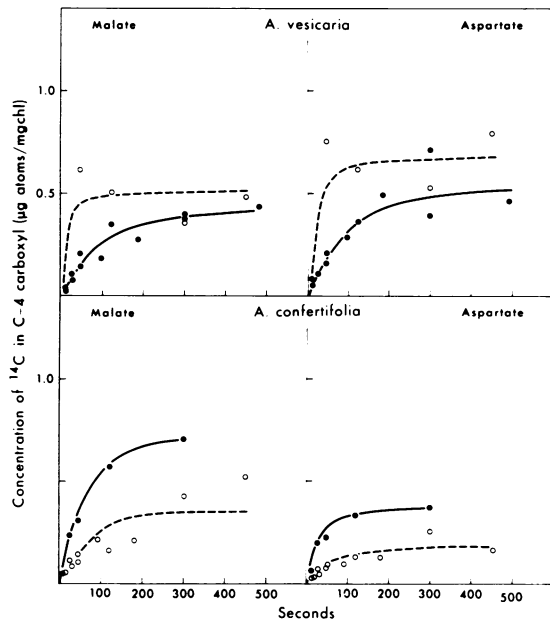 Malate
A. vesicaria
Aspartate
1.0
0.5
Malate
A. confertifolia
Aspartate
1.0
100 200 300 400 500
100 200 300 400 500
Seconds
Concentration of ¹⁴C in C-4 carboxyl (μg atoms/mgchl)